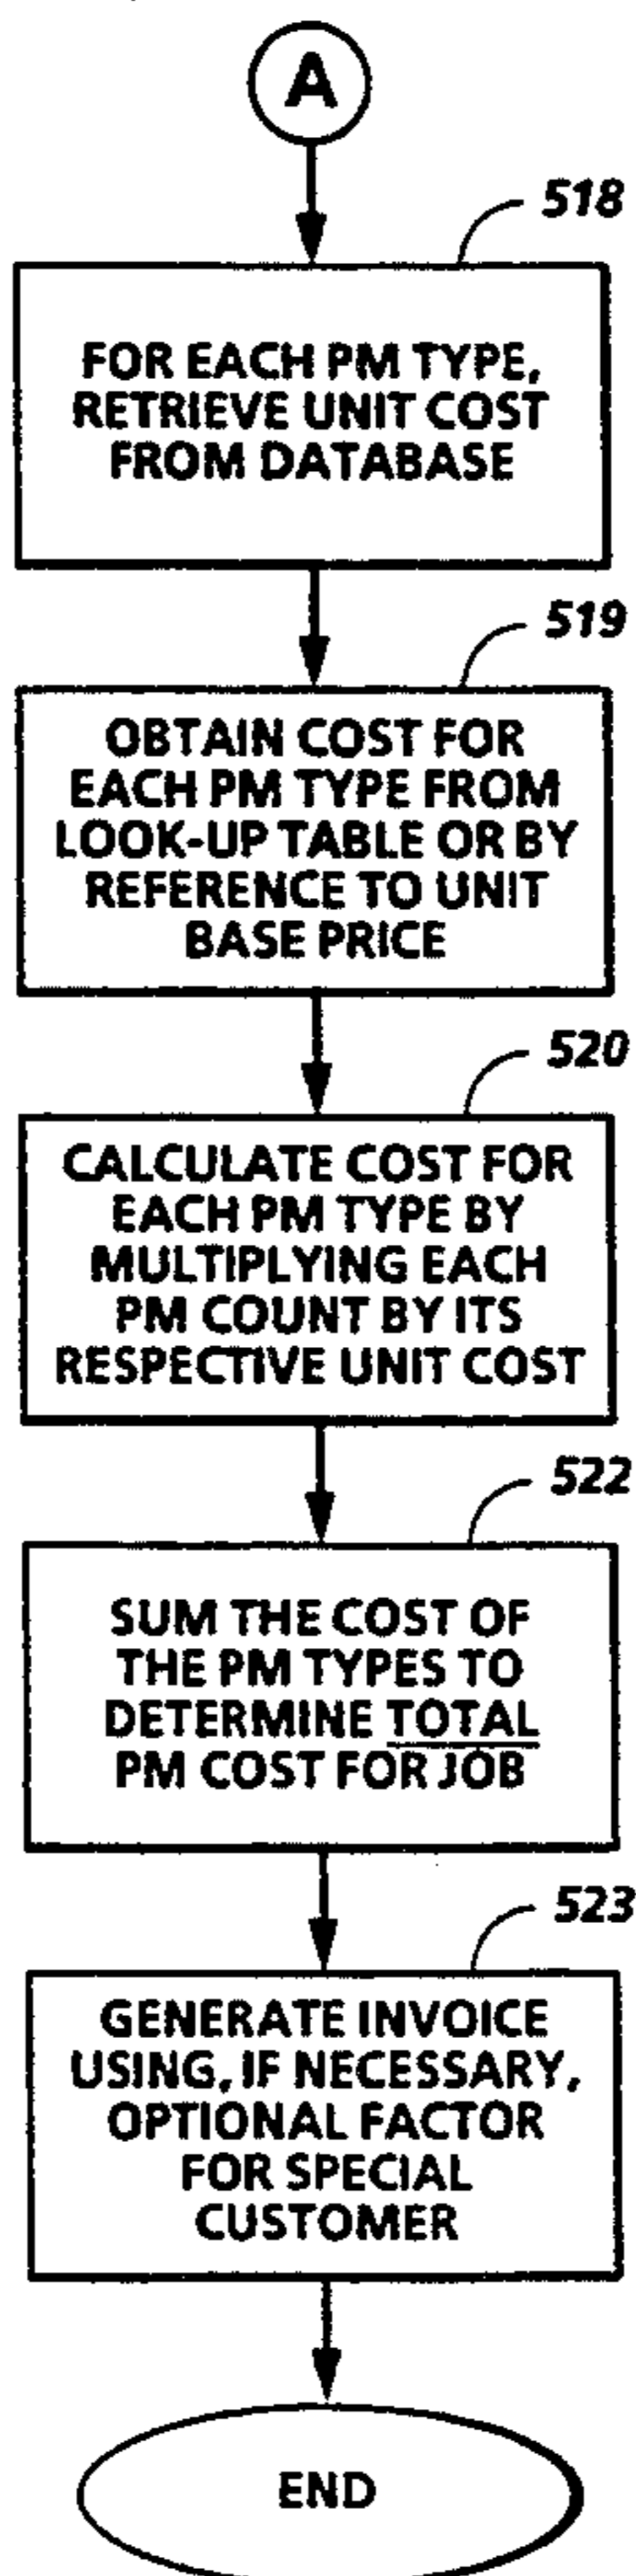 A
518
FOR EACH PM TYPE,
RETRIEVE UNIT COST
FROM DATABASE
519
OBTAIN COST FOR
EACH PM TYPE FROM
LOOK-UP TABLE OR BY
REFERENCE TO UNIT
BASE PRICE
520
CALCULATE COST FOR
EACH PM TYPE BY
MULTIPLYING EACH
PM COUNT BY ITS
RESPECTIVE UNIT COST
522
SUM THE COST OF
THE PM TYPES TO
DETERMINE TOTAL
PM COST FOR JOB
523
GENERATE INVOICE
USING, IF NECESSARY,
OPTIONAL FACTOR
FOR SPECIAL
CUSTOMER
END